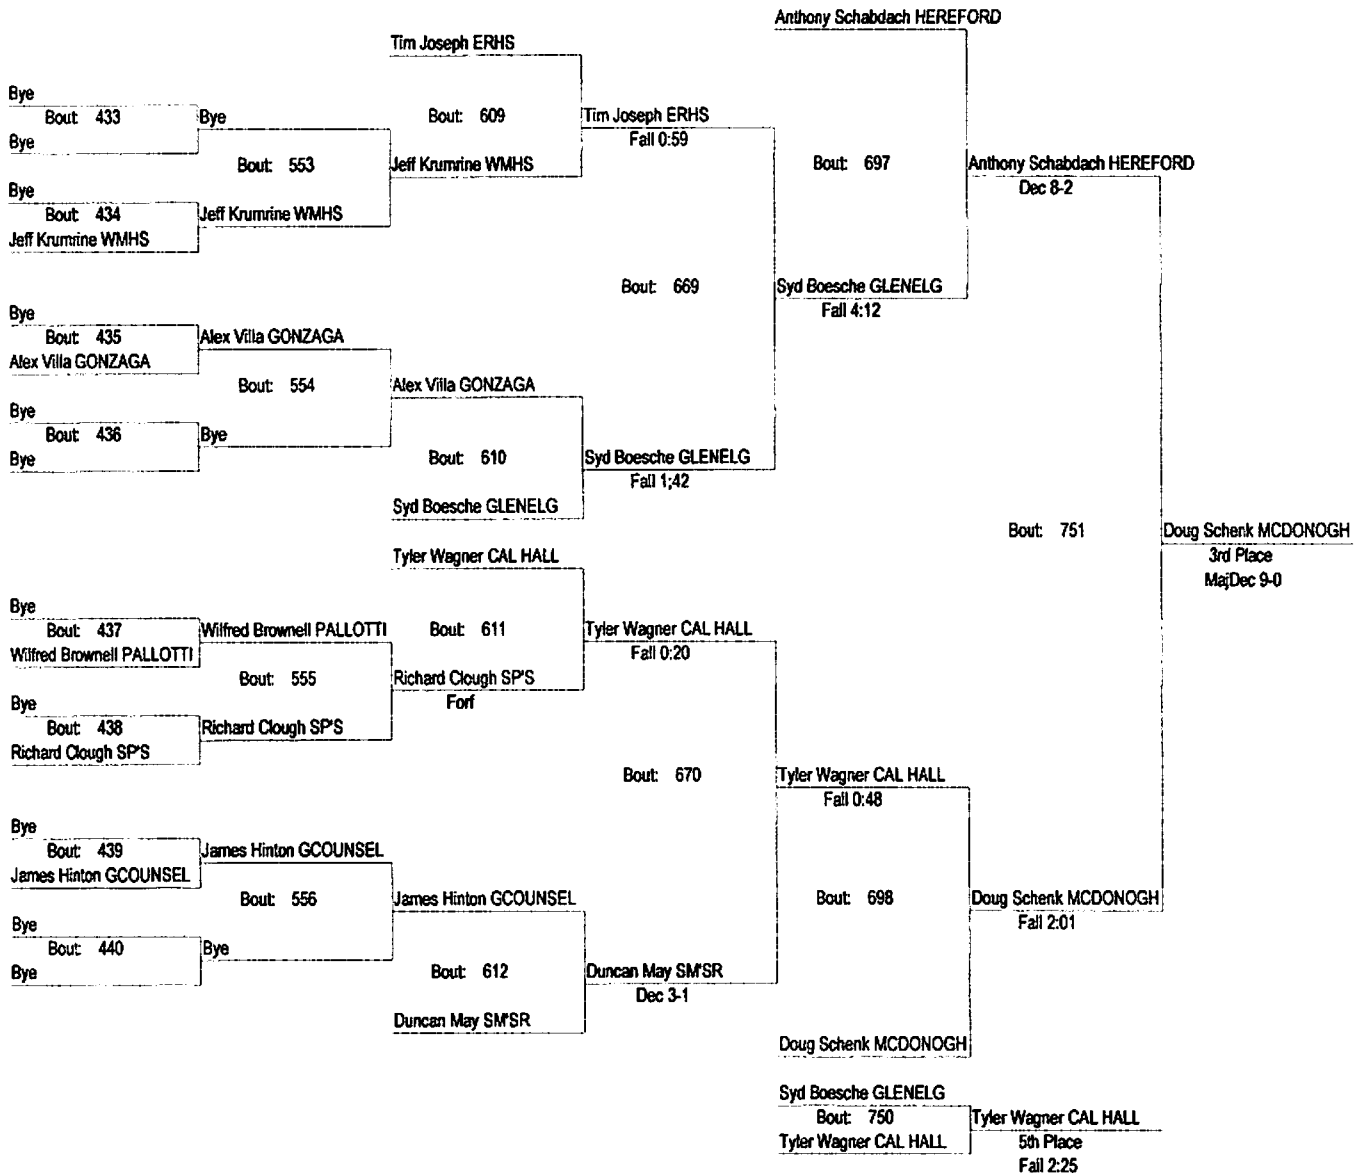 Anthony Schabdach HEREFORD
Tim Joseph ERHS
Bye
Bout: 433
Bye
Bye
Bout: 609
Tim Joseph ERHS
Fall 0:59
Bout: 553
Jeff Krumrine WMHS
Bout: 697
Anthony Schabdach HEREFORD
Dec 8-2
Bye
Bout: 434
Jeff Krumrine WMHS
Jeff Krumrine WMHS
Bout: 669
Syd Boesche GLENELG
Fall 4:12
Bye
Bout: 435
Alex Villa GONZAGA
Alex Villa GONZAGA
Bout: 554
Alex Villa GONZAGA
Bye
Bout: 436
Bye
Bye
Bout: 610
Syd Boesche GLENELG
Fall 1;42
Syd Boesche GLENELG
Bout: 751
Doug Schenk MCDONOGH
3rd Place
MajDec 9-0
Tyler Wagner CAL HALL
Bye
Bout: 437
Wilfred Brownell PALLOTTI
Wilfred Brownell PALLOTTI
Bout: 611
Tyler Wagner CAL HALL
Fall 0:20
Bout: 555
Richard Clough SP'S
Forf
Bye
Bout: 438
Richard Clough SP'S
Richard Clough SP'S
Bout: 670
Tyler Wagner CAL HALL
Fall 0:48
Bye
Bout: 439
James Hinton GCOUNSEL
James Hinton GCOUNSEL
Bout: 556
James Hinton GCOUNSEL
Bout: 698
Doug Schenk MCDONOGH
Fall 2:01
Bye
Bout: 440
Bye
Bye
Bout: 612
Duncan May SM'SR
Dec 3-1
Duncan May SM'SR
Doug Schenk MCDONOGH
Syd Boesche GLENELG
Bout: 750
Tyler Wagner CAL HALL
Tyler Wagner CAL HALL
5th Place
Fall 2:25